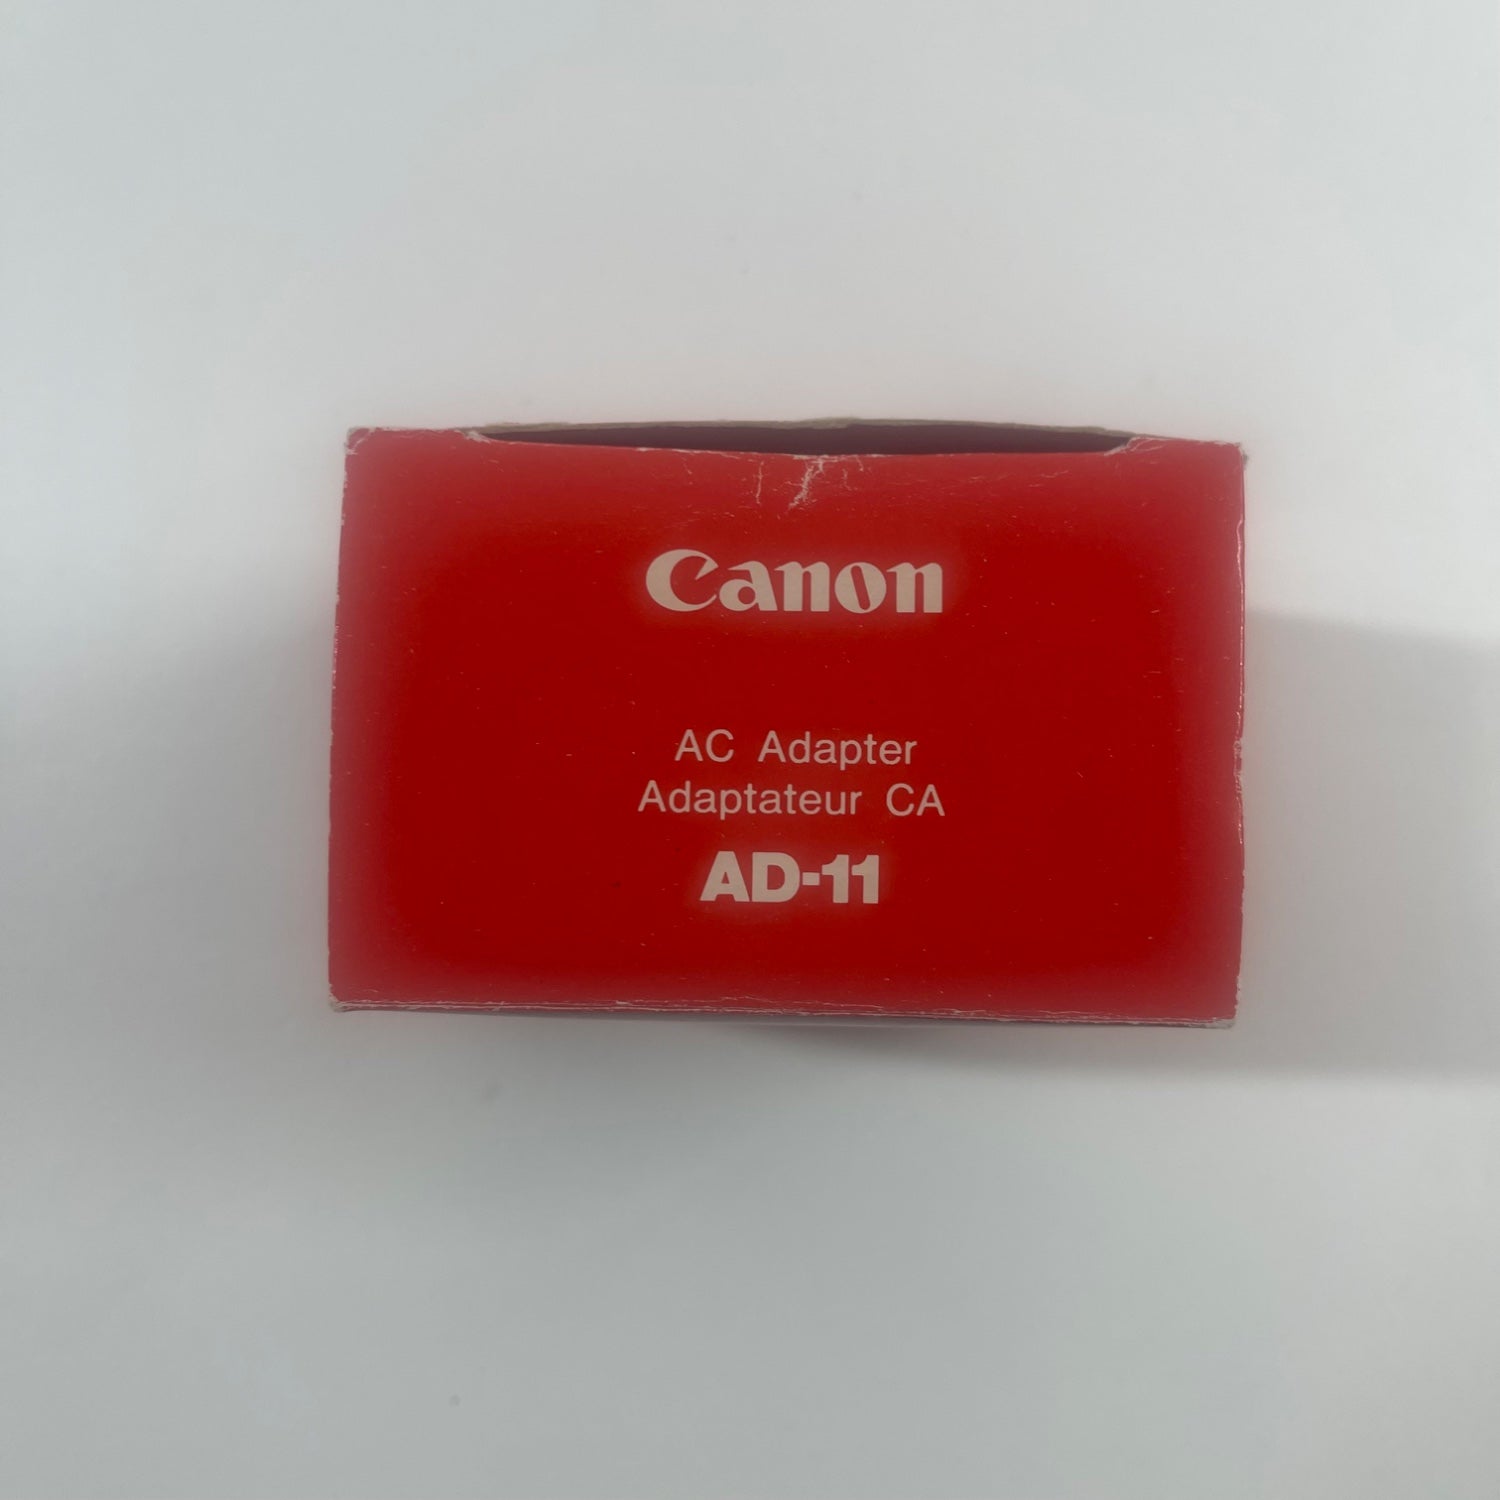 Canon
AC Adapter
Adaptateur CA
AD-11